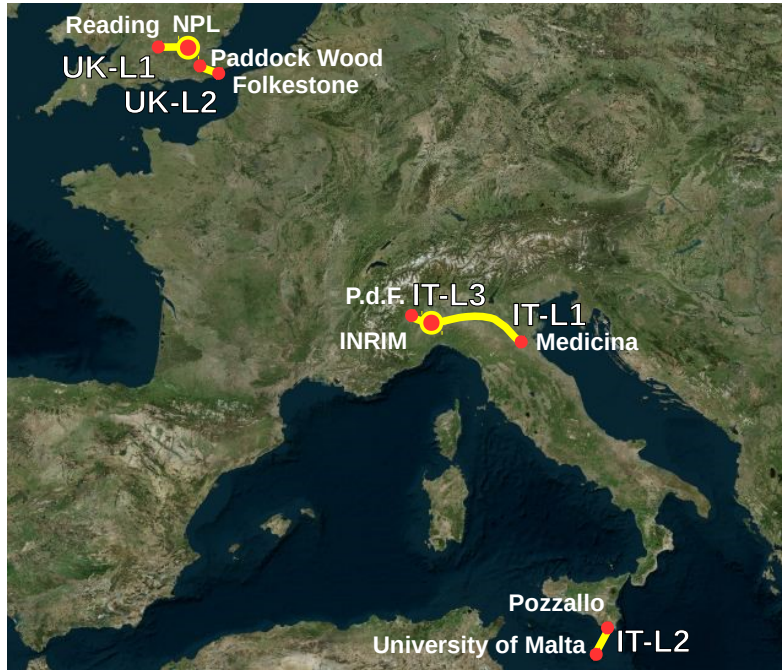 Reading NPL
UK-L1
Paddock Wood
UK-L2
Folkestone
P.d.F. IT-L3
IT-L1
INRIM
Medicina
Pozzallo
University of Malta
IT-L2